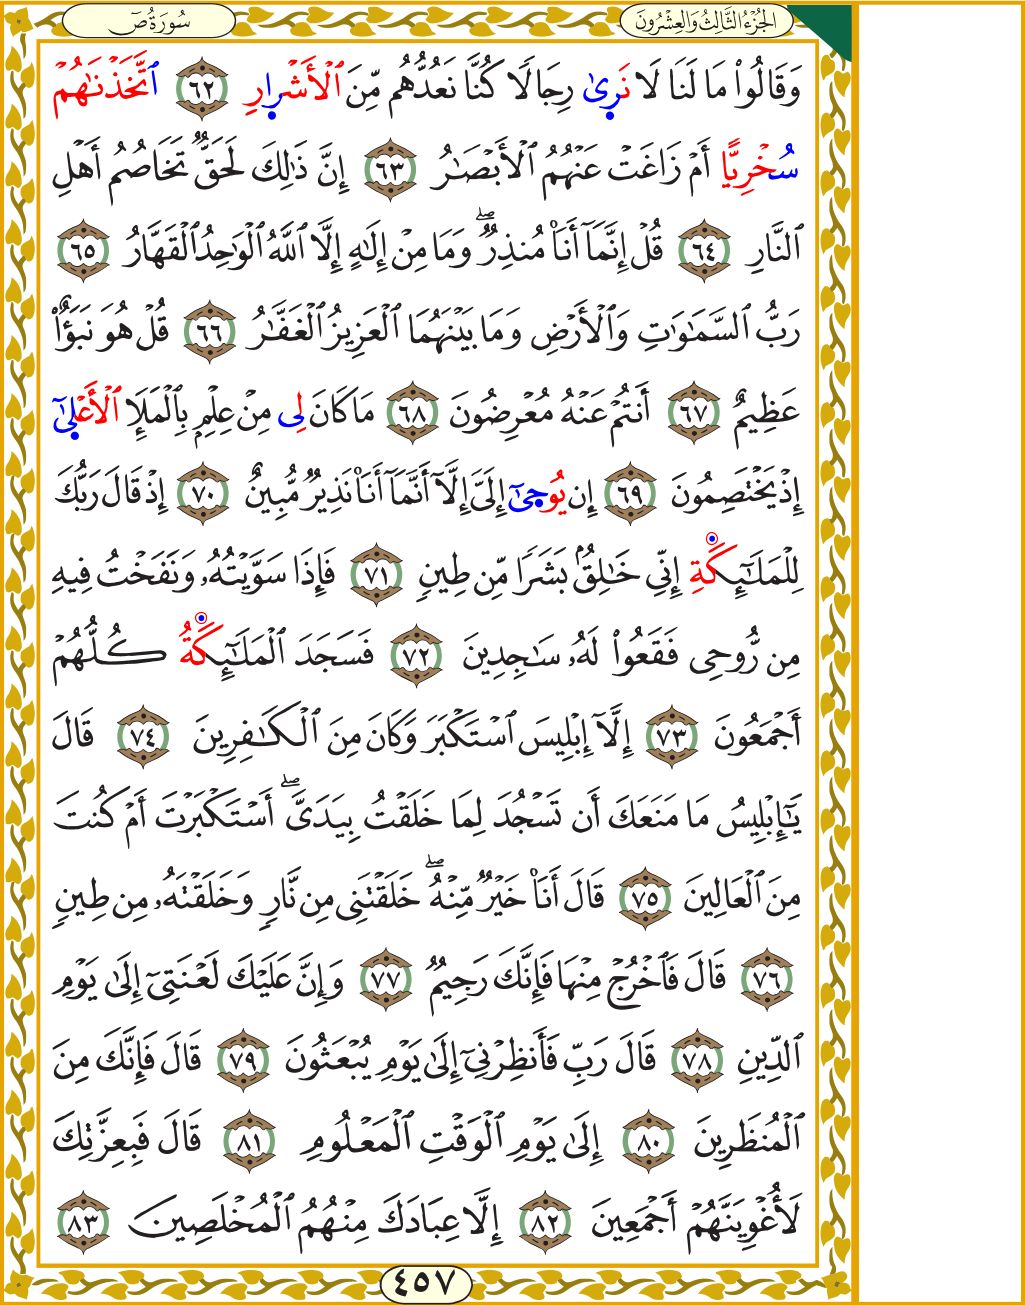 سُورَةُ صٓ
الجُزْءُ الثَّالِثُ وَالعِشْرُونَ
وَقَالُوا۟ مَا لَنَا لَا نَرِىٰ رِجَالًا كُنَّا نَعُدُّهُم مِّنَ ٱلْأَشْرِارِ ٦٢ ٱتَّخَذْنَٰهُمْ
سُخْرِيًّا أَمْ زَاغَتْ عَنْهُمُ ٱلْأَبْصَٰرُ ٦٣ إِنَّ ذَٰلِكَ لَحَقٌّ تَخَاصُمُ أَهْلِ
ٱلنَّارِ ٦٤ قُلْ إِنَّمَآ أَنَا۠ مُنذِرٌ ۖ وَمَا مِنْ إِلَٰهٍ إِلَّا ٱللَّهُ ٱلْوَٰحِدُ ٱلْقَهَّارُ ٦٥
رَبُّ ٱلسَّمَٰوَٰتِ وَٱلْأَرْضِ وَمَا بَيْنَهُمَا ٱلْعَزِيزُ ٱلْغَفَّٰرُ ٦٦ قُلْ هُوَ نَبَؤٌا۟
عَظِيمٌ ٦٧ أَنتُمْ عَنْهُ مُعْرِضُونَ ٦٨ مَا كَانَ لِى مِنْ عِلْمٍۭ بِٱلْمَلَإِ ٱلْأَعْلِىٰٓ
إِذْ يَخْتَصِمُونَ ٦٩ إِن يُوحِىٰٓ إِلَىَّ إِلَّآ أَنَّمَآ أَنَا۠ نَذِيرٌ مُّبِينٌ ٧٠ إِذْ قَالَ رَبُّكَ
لِلْمَلَٰٓئِكَةِ إِنِّى خَٰلِقٌۢ بَشَرًا مِّن طِينٍ ٧١ فَإِذَا سَوَّيْتُهُۥ وَنَفَخْتُ فِيهِ
مِن رُّوحِى فَقَعُوا۟ لَهُۥ سَٰجِدِينَ ٧٢ فَسَجَدَ ٱلْمَلَٰٓئِكَةُ كُلُّهُمْ
أَجْمَعُونَ ٧٣ إِلَّآ إِبْلِيسَ ٱسْتَكْبَرَ وَكَانَ مِنَ ٱلْكَٰفِرِينَ ٧٤ قَالَ
يَٰٓإِبْلِيسُ مَا مَنَعَكَ أَن تَسْجُدَ لِمَا خَلَقْتُ بِيَدَىَّ ۖ أَسْتَكْبَرْتَ أَمْ كُنتَ
مِنَ ٱلْعَالِينَ ٧٥ قَالَ أَنَا۠ خَيْرٌ مِّنْهُ ۖ خَلَقْتَنِى مِن نَّارٍ وَخَلَقْتَهُۥ مِن طِينٍ
٧٦ قَالَ فَٱخْرُجْ مِنْهَا فَإِنَّكَ رَجِيمٌ ٧٧ وَإِنَّ عَلَيْكَ لَعْنَتِىٓ إِلَىٰ يَوْمِ
ٱلدِّينِ ٧٨ قَالَ رَبِّ فَأَنظِرْنِىٓ إِلَىٰ يَوْمِ يُبْعَثُونَ ٧٩ قَالَ فَإِنَّكَ مِنَ
ٱلْمُنظَرِينَ ٨٠ إِلَىٰ يَوْمِ ٱلْوَقْتِ ٱلْمَعْلُومِ ٨١ قَالَ فَبِعِزَّتِكَ
لَأُغْوِيَنَّهُمْ أَجْمَعِينَ ٨٢ إِلَّا عِبَادَكَ مِنْهُمُ ٱلْمُخْلَصِينَ ٨٣
٤٥٧